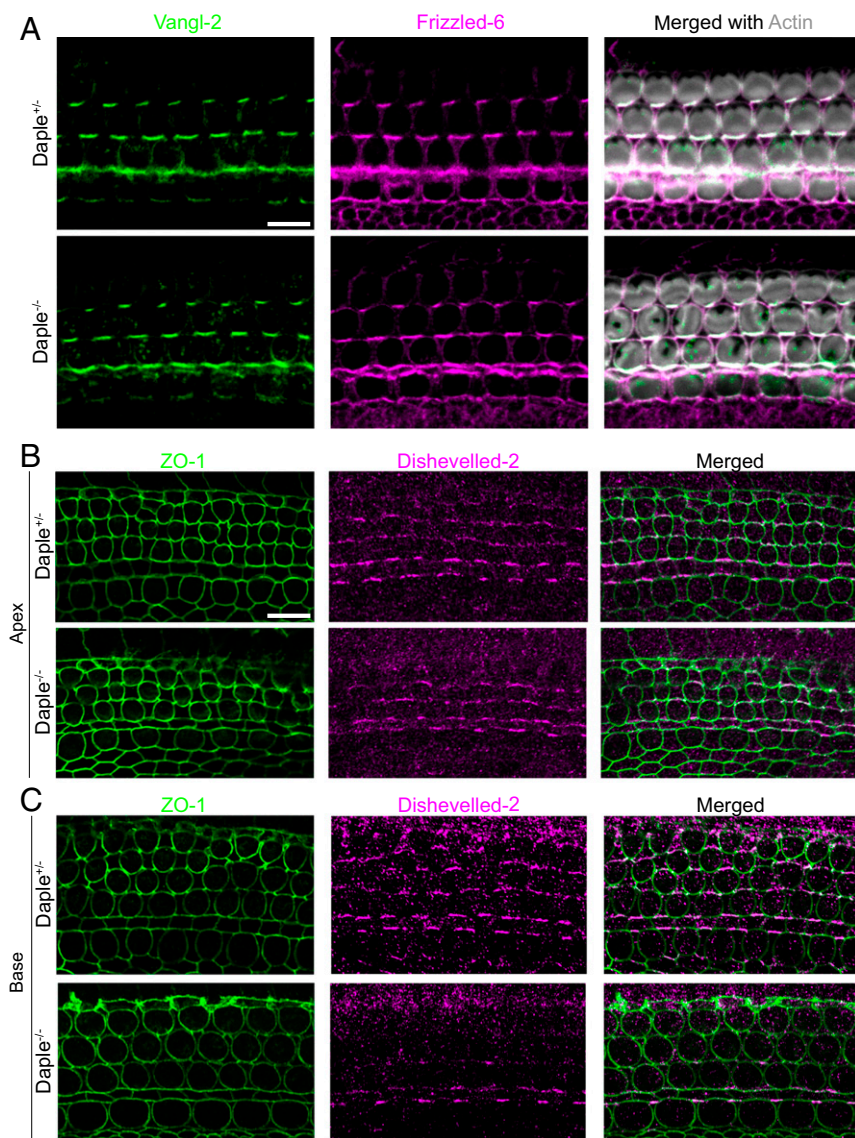 A
Vangl-2 Frizzled-6 Merged with Actin
Daple+/-
Daple-/-
B
ZO-1 Dishevelled-2 Merged
Apex
Daple+/-
Daple-/-
C
ZO-1 Dishevelled-2 Merged
Base
Daple+/-
Daple-/-